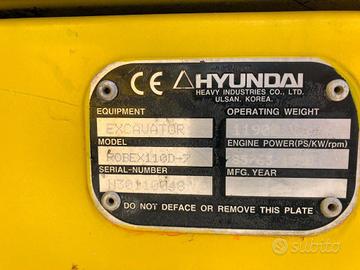 CE HYUNDAI
HEAVY INDUSTRIES CO., LTD.
ULSAN. KOREA.
EQUIPMENT OPERATING WEIGHT
EXCAVATOR
MODEL ENGINE POWER(PS/KW/rpm)
ROBEX110D-7
SERIAL-NUMBER MFG. YEAR
DO NOT DEFACE OR REMOVE THIS PLATE
subito